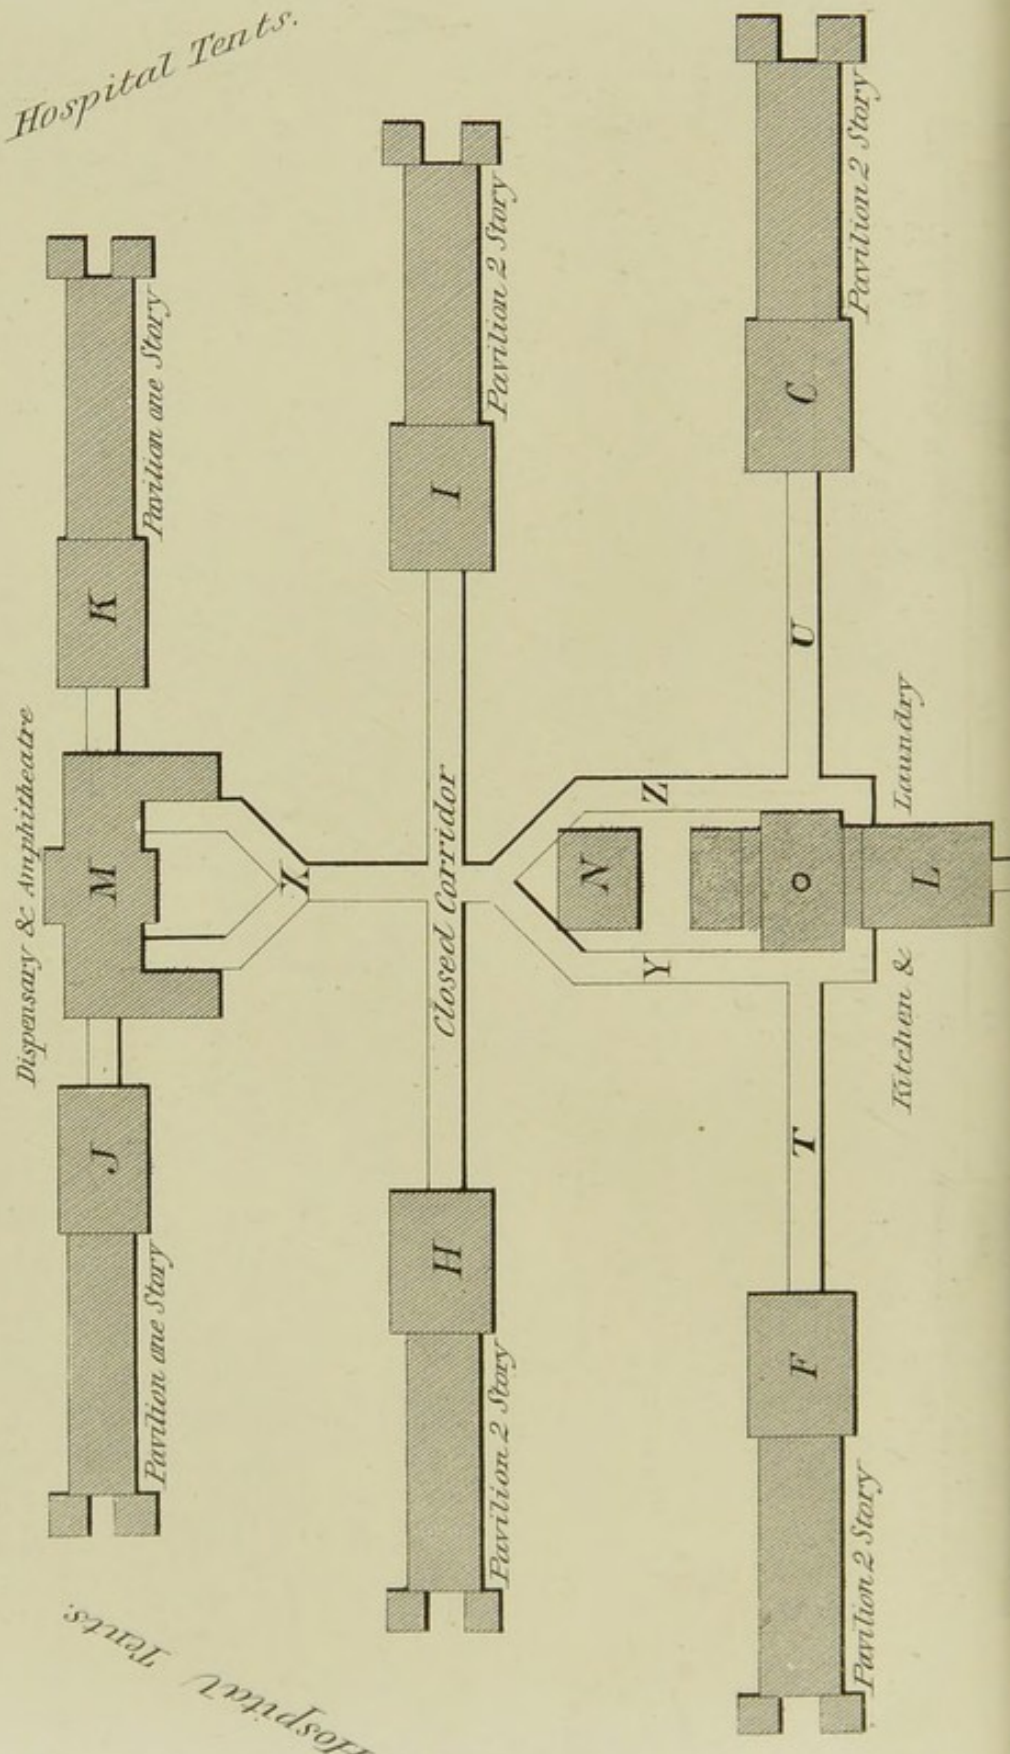 Hospital Tents.
Pavilion 2 Story
C
U
Pavilion 2 Story
I
Pavilion one Story
K
Dispensary & Amphitheatre
M
X
Closed Corridor
Z
N
Y
Kitchen & Laundry
L
J
Pavilion one Story
H
Pavilion 2 Story
T
F
Pavilion 2 Story
Hospital Tents.